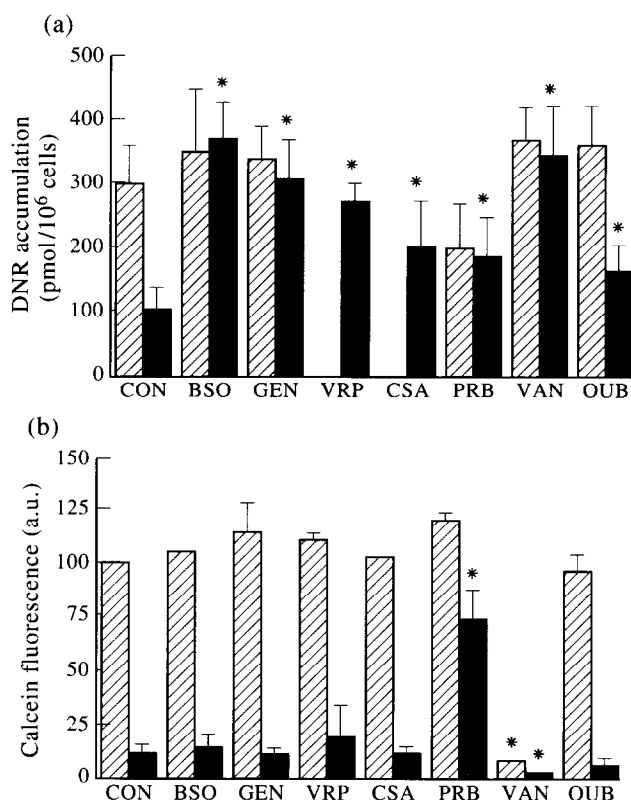 (a)
DNR accumulation
(pmol/10⁶ cells)
500
400
300
200
100
0
* * * * * * *
CON BSO GEN VRP CSA PRB VAN OUB
(b)
Calcein fluorescence (a.u.)
150
125
100
75
50
25
0
* * *
CON BSO GEN VRP CSA PRB VAN OUB